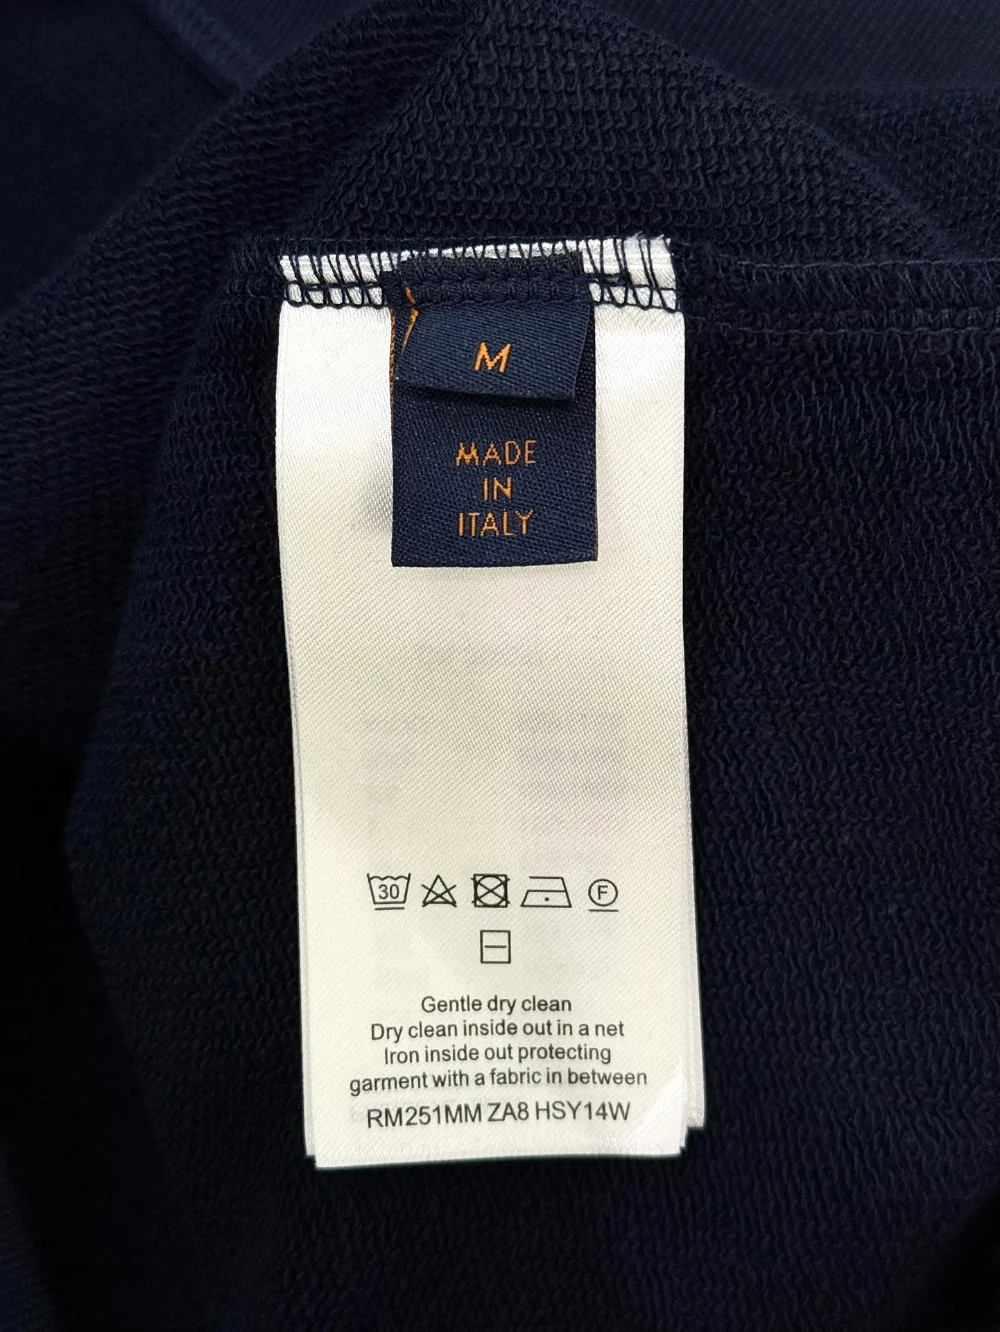 M
MADE
IN
ITALY
30
F
Gentle dry clean
Dry clean inside out in a net
Iron inside out protecting
garment with a fabric in between
RM251MM ZA8 HSY14W